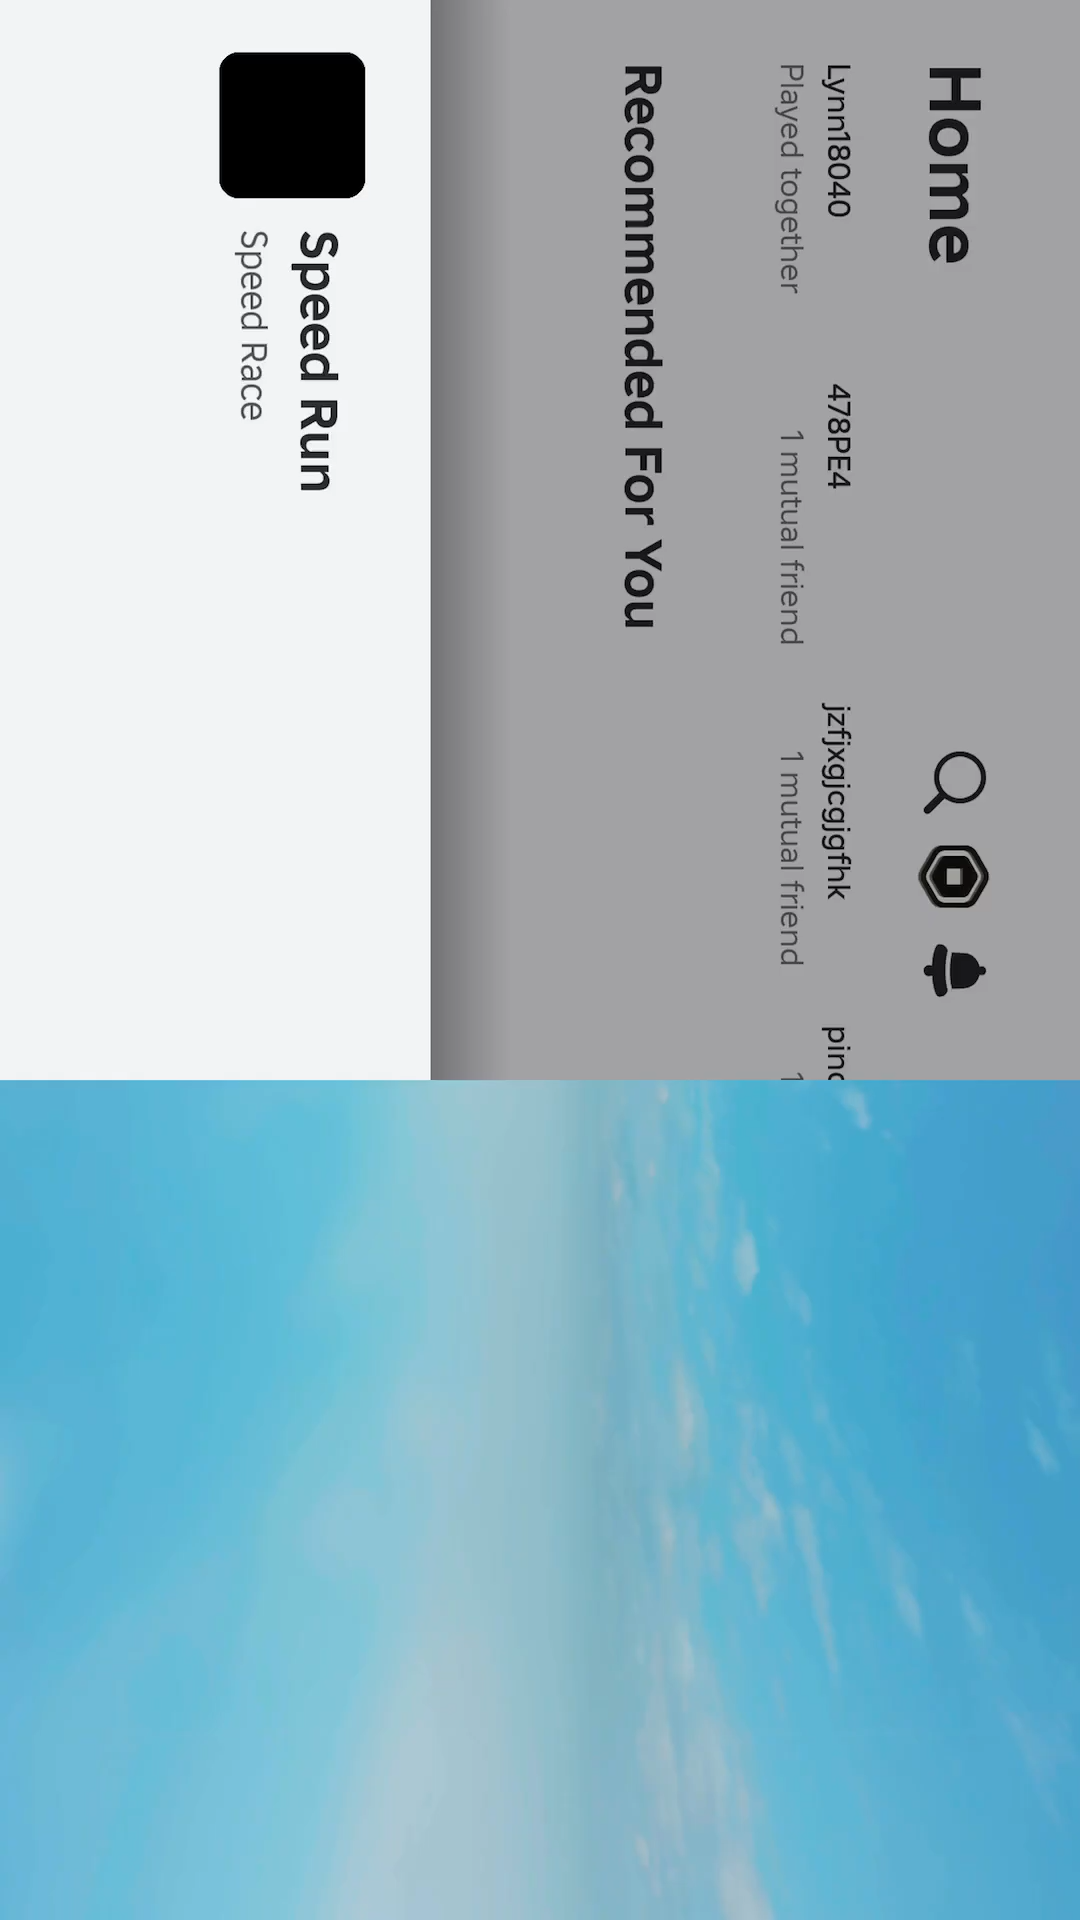 Home
Lynn18040
Played together
478PE4
1 mutual friend
jzfjxgjcgjgfhk
1 mutual friend
1
Recommended For You
Speed Run
Speed Race